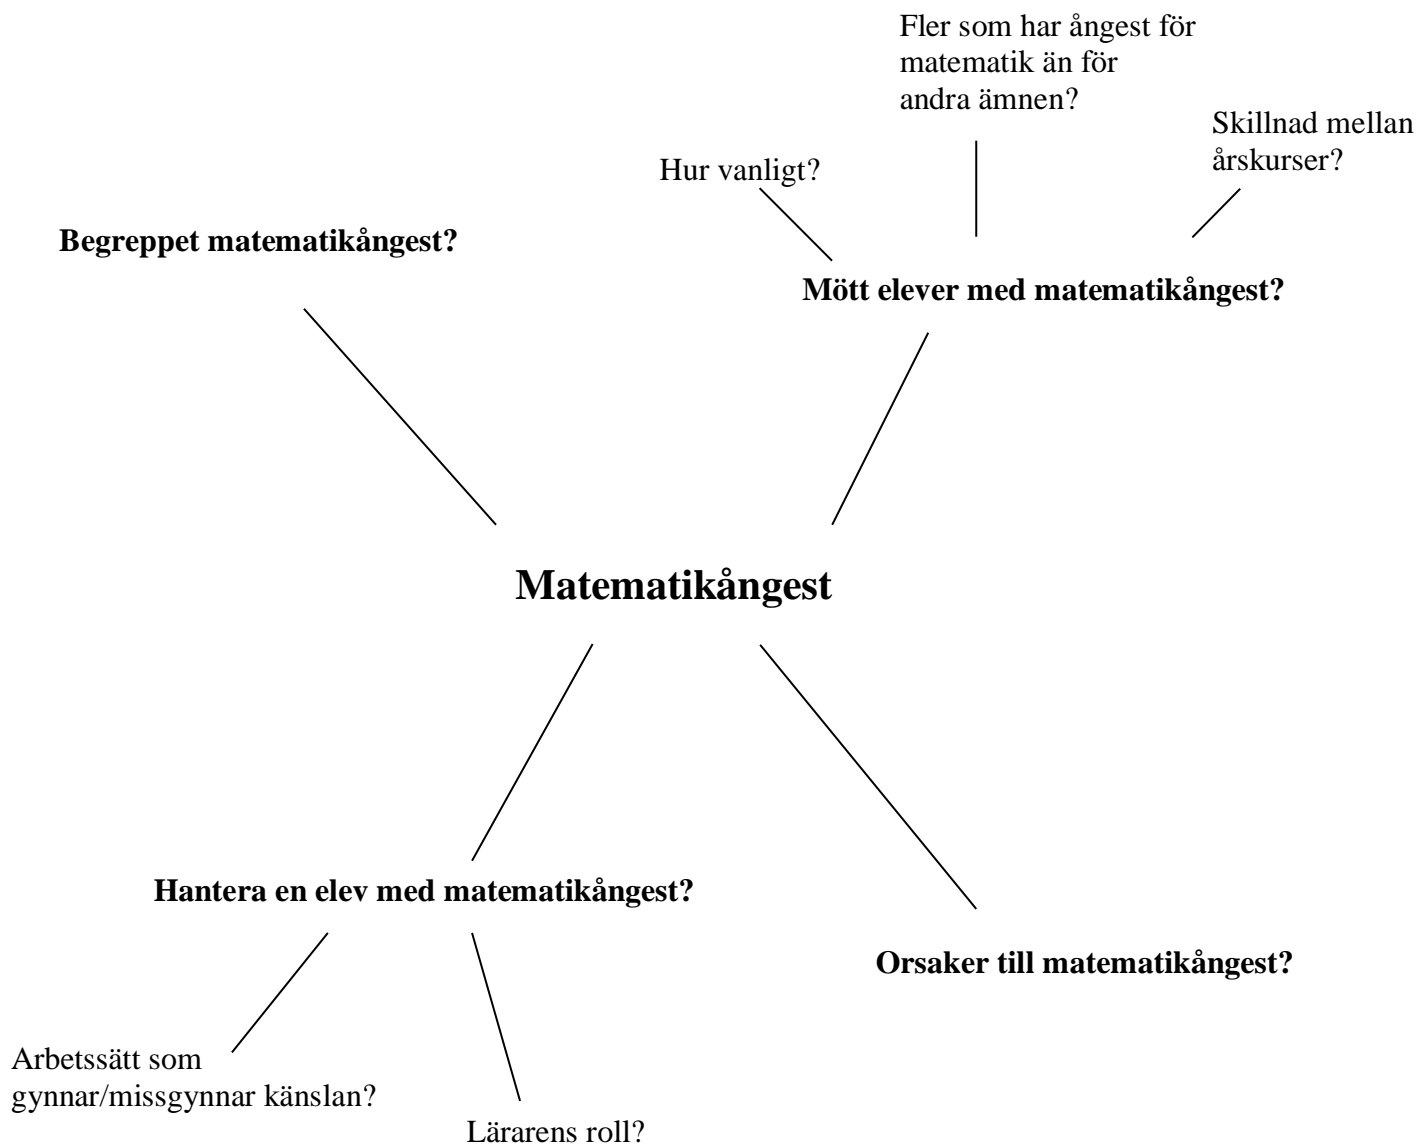 Fler som har ångest för
matematik än för
andra ämnen?
Skillnad mellan
årskurser?
Hur vanligt?
Begreppet matematikångest?
Mött elever med matematikångest?
Matematikångest
Hantera en elev med matematikångest?
Orsaker till matematikångest?
Arbetssätt som
gynnar/missgynnar känslan?
Lärarens roll?